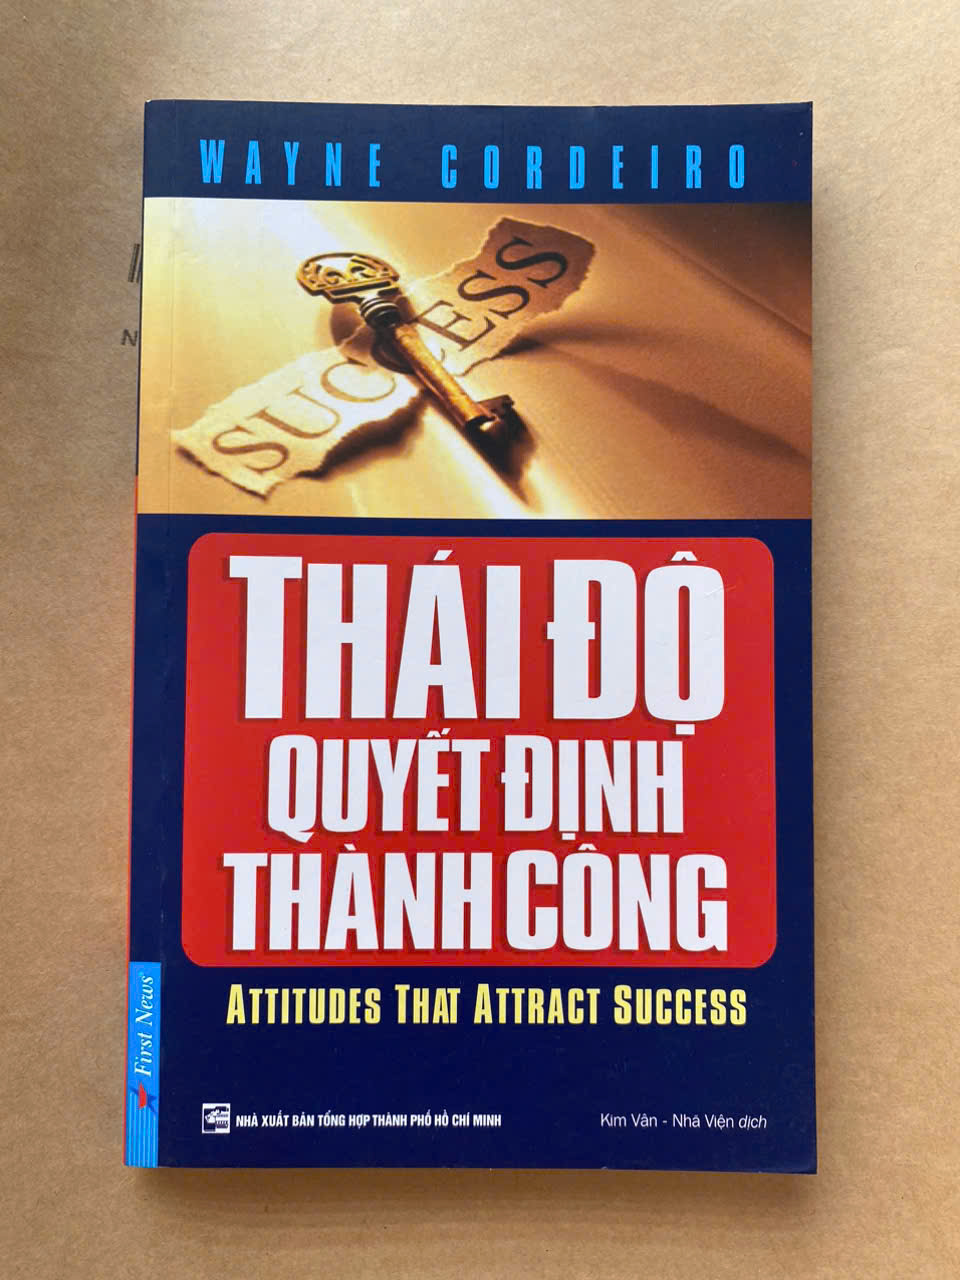 WAYNE CORDEIRO
SUCCESS
THÁI ĐỘ
QUYẾT ĐỊNH
THÀNH CÔNG
ATTITUDES THAT ATTRACT SUCCESS
First News
NHÀ XUẤT BẢN TỔNG HỢP THÀNH PHỐ HỒ CHÍ MINH
Kim Vân - Nhã Viện dịch